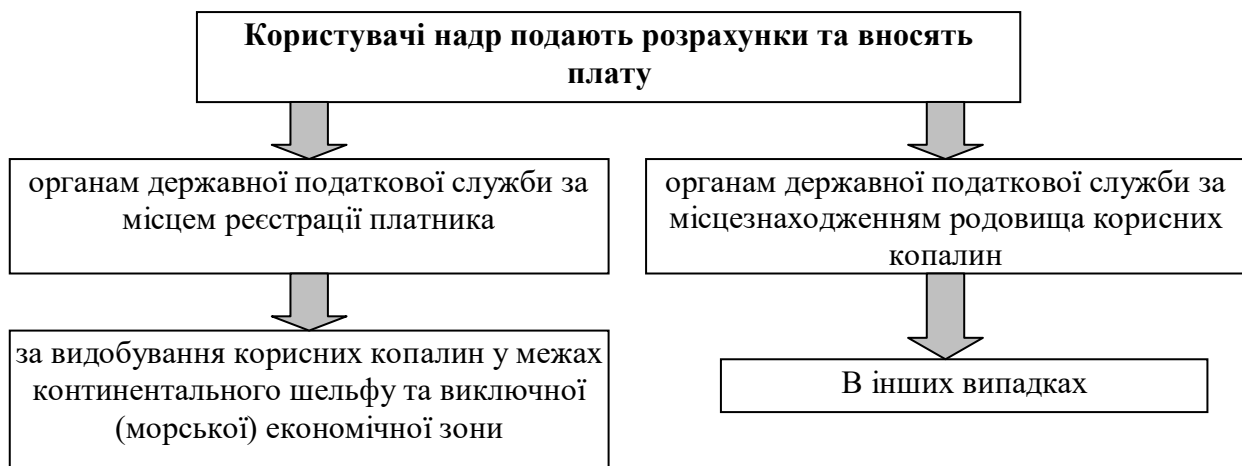 Користувачі надр подають розрахунки та вносять
плату
органам державної податкової служби за
місцем реєстрації платника
органам державної податкової служби за
місцезнаходженням родовища корисних
копалин
за видобування корисних копалин у межах
континентального шельфу та виключної
(морської) економічної зони
В інших випадках